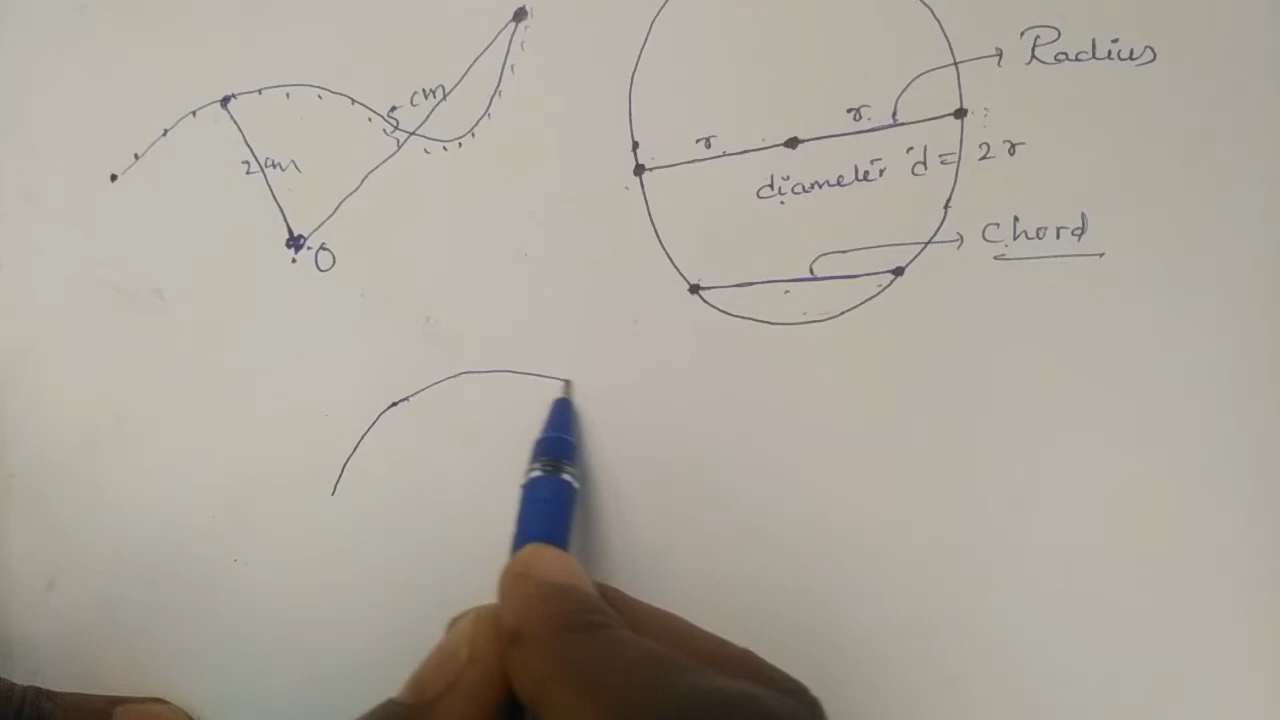 5 cm
2 cm
O
r.
r.
Radius
diameter d = 2r
Chord